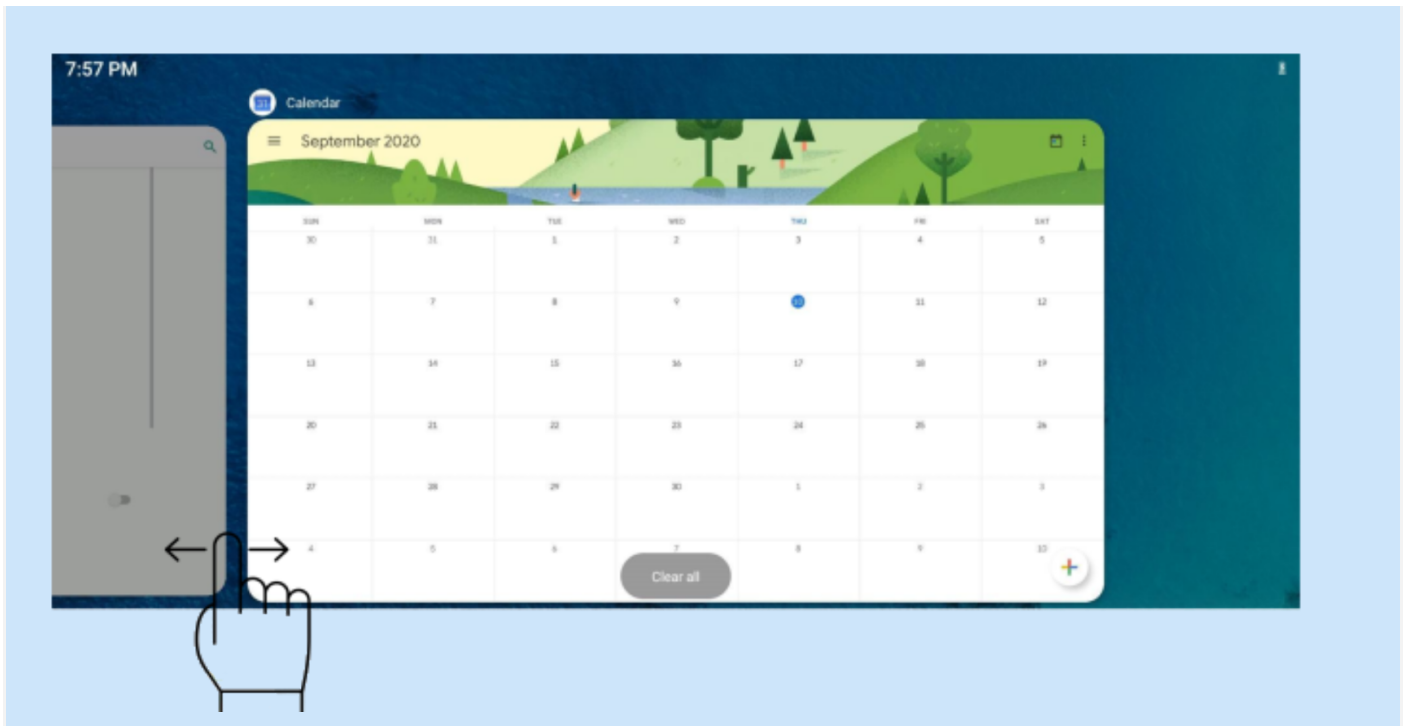 7:57 PM
Calendar
September 2020
SUN MON TUE WED THU FRI SAT
30 31 1 2 3 4 5
6 7 8 9 10 11 12
13 14 15 16 17 18 19
20 21 22 23 24 25 26
27 28 29 30 1 2 3
4 5 6 7 8 9 10
Clear all